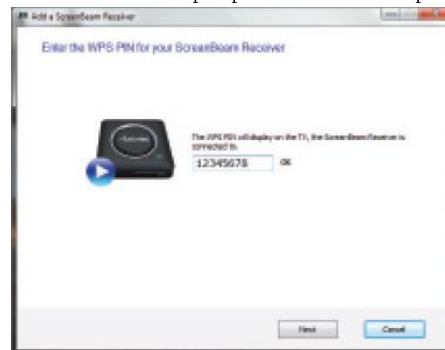 Add a ScreenBeam Receiver
Enter the WPS PIN for your ScreenBeam Receiver
The WPS PIN will display on the TV, the ScreenBeam Receiver is
connected to.
12345678 OK
Next Cancel